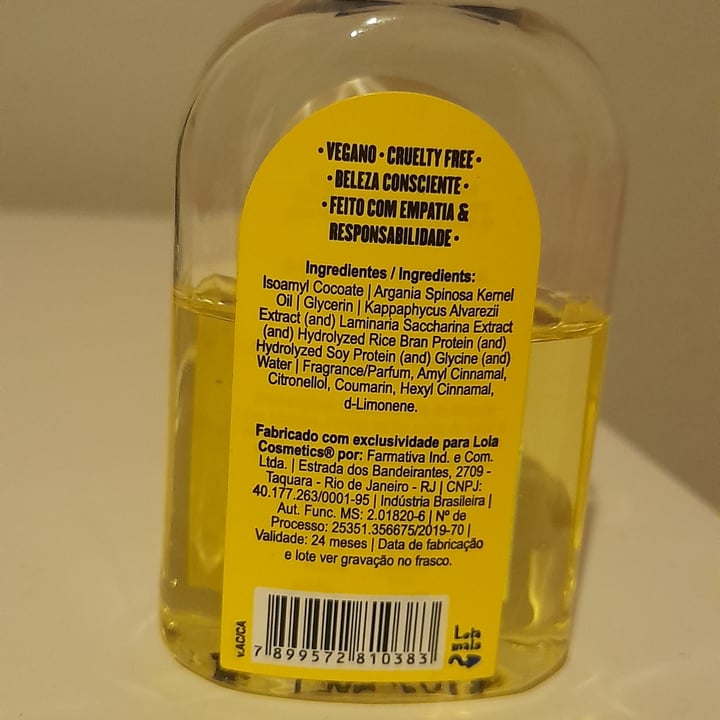 • VEGANO • CRUELTY FREE •
• BELEZA CONSCIENTE •
• FEITO COM EMPATIA &
RESPONSABILIDADE •
Ingredientes / Ingredients:
Isoamyl Cocoate | Argania Spinosa Kernel
Oil | Glycerin | Kappaphycus Alvarezii
Extract (and) Laminaria Saccharina Extract
(and) Hydrolyzed Rice Bran Protein (and)
Hydrolyzed Soy Protein (and) Glycine (and)
Water | Fragrance/Parfum, Amyl Cinnamal,
Citronellol, Coumarin, Hexyl Cinnamal,
d-Limonene.
Fabricado com exclusividade para Lola
Cosmetics® por: Farmativa Ind. e Com.
Ltda. | Estrada dos Bandeirantes, 2709 -
Taquara - Rio de Janeiro - RJ | CNPJ:
40.177.263/0001-95 | Indústria Brasileira |
Aut. Func. MS: 2.01820-6 | Nº de
Processo: 25351.356675/2019-70 |
Validade: 24 meses | Data de fabricação
e lote ver gravação no frasco.
v.AC/CA
7 899572 810383
Lola